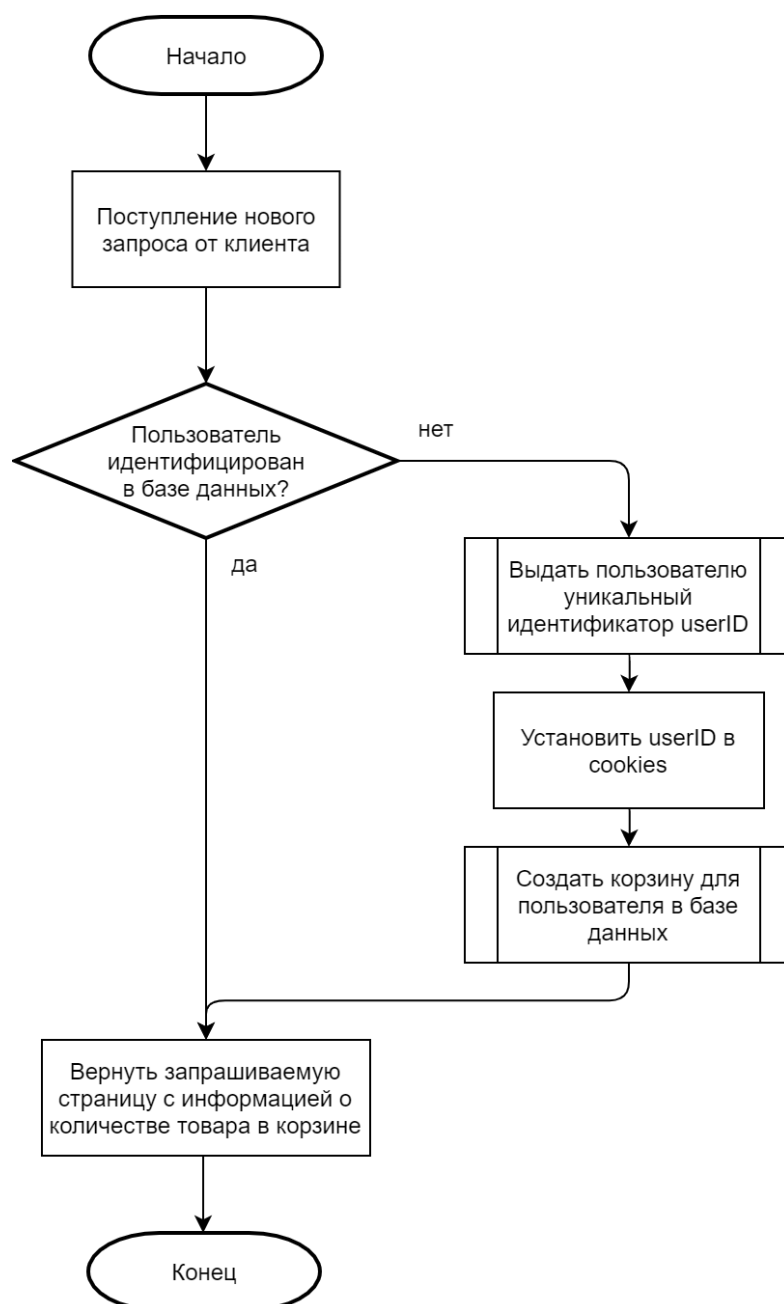 Начало
Поступление нового
запроса от клиента
Пользователь
идентифицирован
в базе данных?
нет
да
Выдать пользователю
уникальный
идентификатор userID
Установить userID в
cookies
Создать корзину для
пользователя в базе
данных
Вернуть запрашиваемую
страницу с информацией о
количестве товара в корзине
Конец